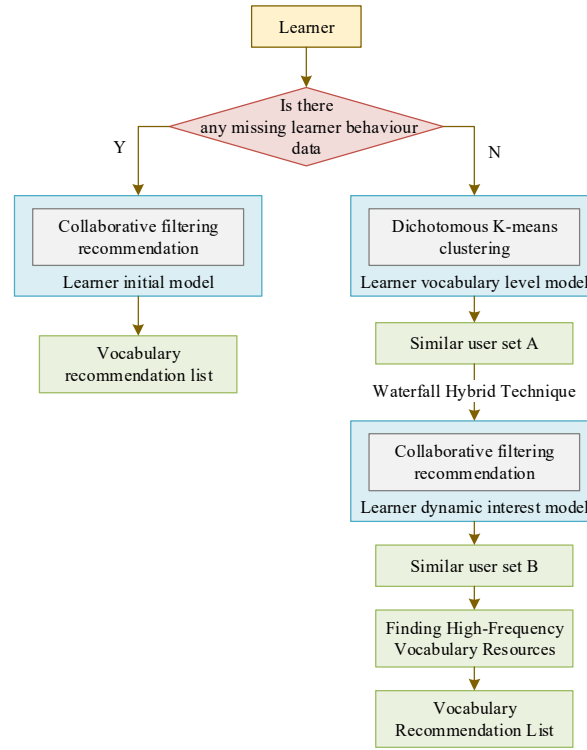 Learner
Is there
any missing learner behaviour
data
Y
N
Collaborative filtering
recommendation
Learner initial model
Vocabulary
recommendation list
Dichotomous K-means
clustering
Learner vocabulary level model
Similar user set A
Waterfall Hybrid Technique
Collaborative filtering
recommendation
Learner dynamic interest model
Similar user set B
Finding High-Frequency
Vocabulary Resources
Vocabulary
Recommendation List